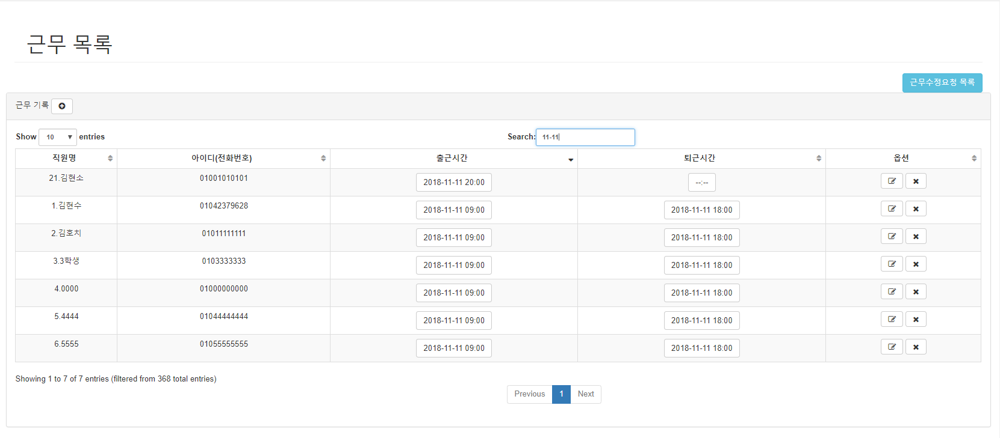 근무 목록
근무수정요청 목록
근무 기록
Show 10 entries Search: 11-11
직원명 아이디(전화번호) 출근시간 퇴근시간 옵션
21.김현소 01001010101 2018-11-11 20:00 --:--
1.김현수 01042379628 2018-11-11 09:00 2018-11-11 18:00
2.김호치 01011111111 2018-11-11 09:00 2018-11-11 18:00
3.3학생 0103333333 2018-11-11 09:00 2018-11-11 18:00
4.0000 01000000000 2018-11-11 09:00 2018-11-11 18:00
5.4444 01044444444 2018-11-11 09:00 2018-11-11 18:00
6.5555 01055555555 2018-11-11 09:00 2018-11-11 18:00
Showing 1 to 7 of 7 entries (filtered from 368 total entries)
Previous 1 Next